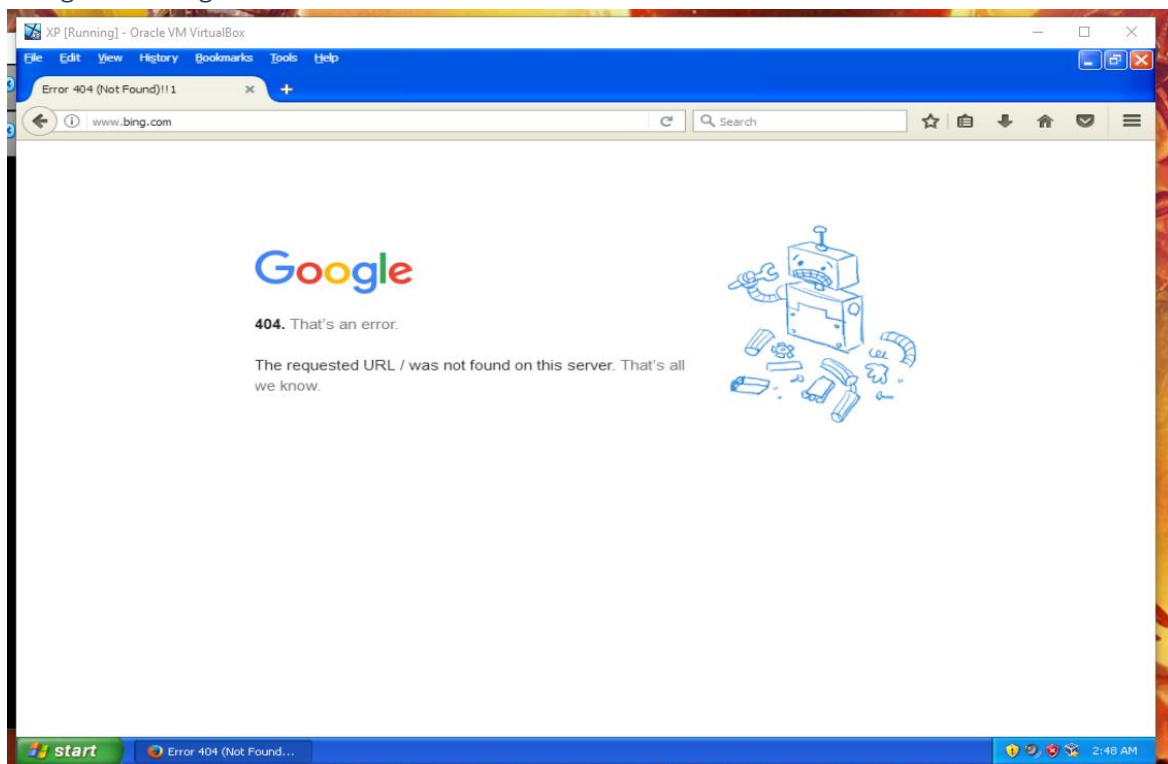 XP [Running] - Oracle VM VirtualBox
File Edit View History Bookmarks Tools Help
Error 404 (Not Found)!!1
www.bing.com
Search
Google
404. That's an error.
The requested URL / was not found on this server. That's all
we know.
start
Error 404 (Not Found...
2:48 AM